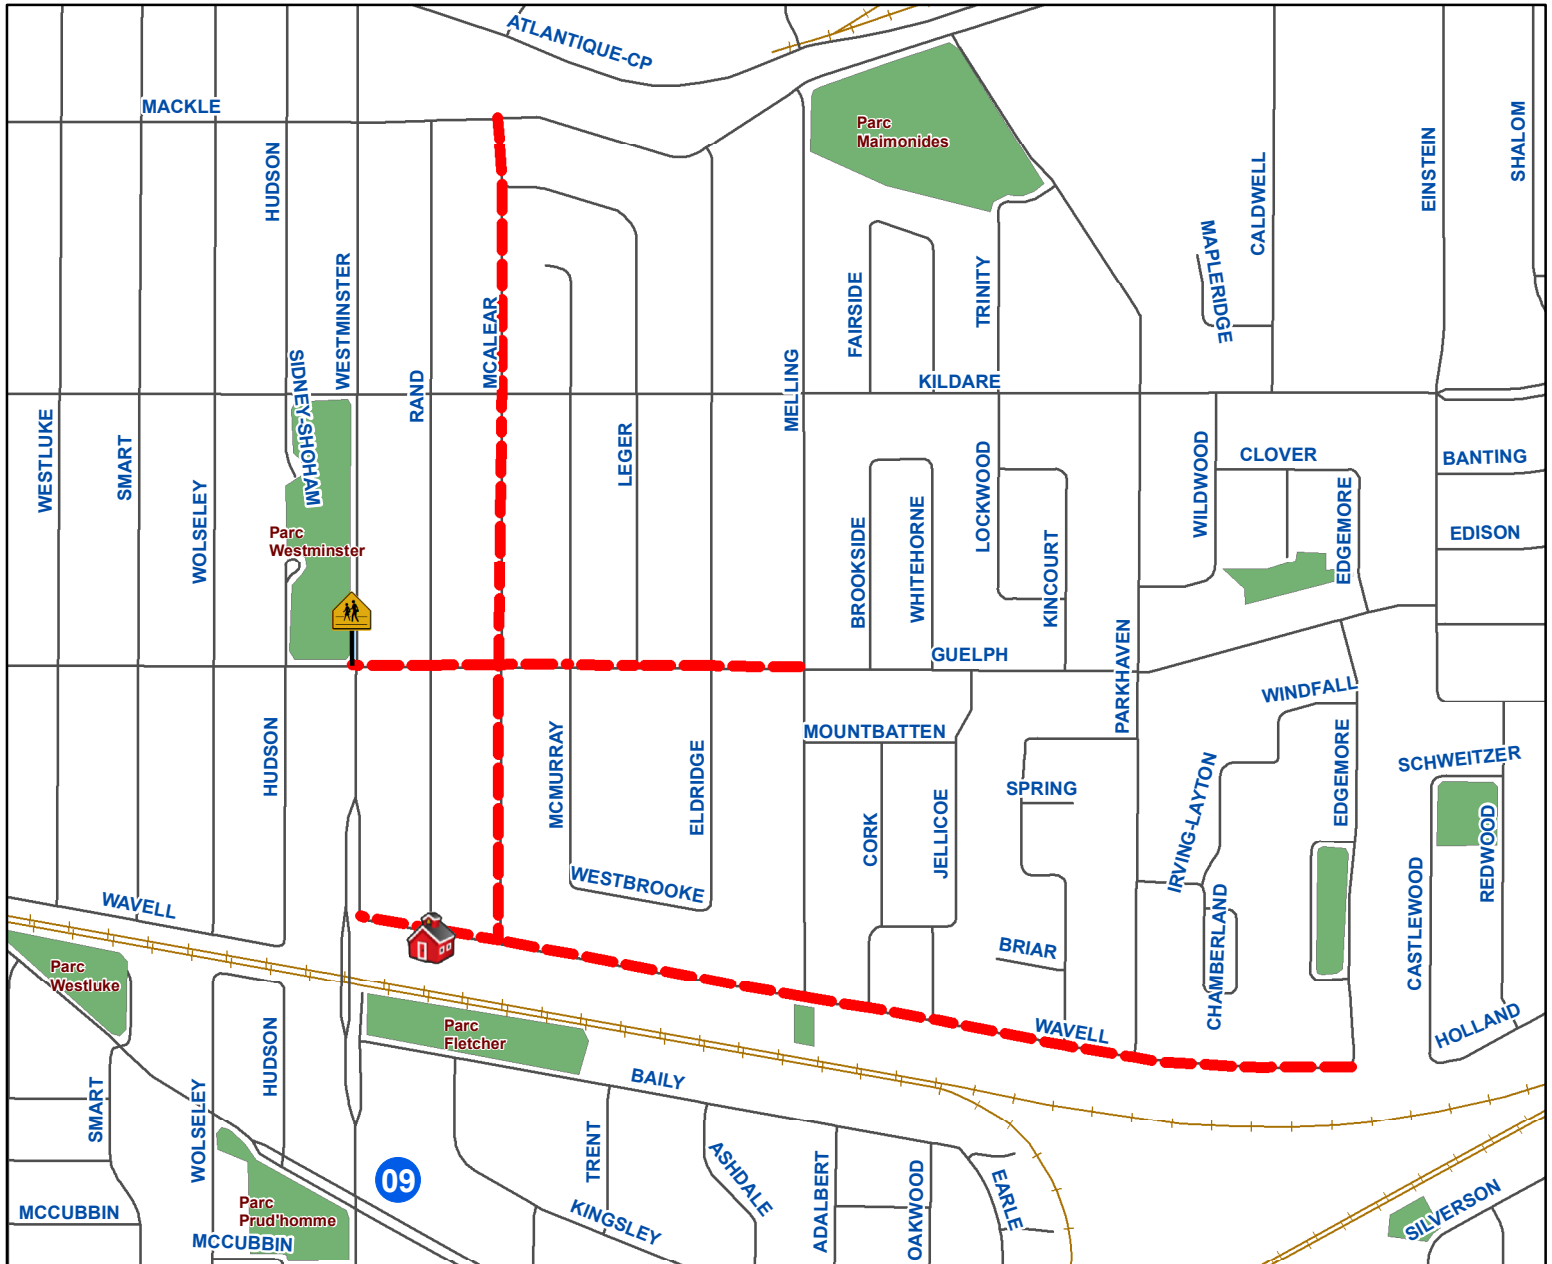 ATLANTIQUE-CP
MACKLE
Parc
Maimonides
SHALOM
HUDSON
EINSTEIN
CALDWELL
MAPLERIDGE
WESTMINSTER
TRINITY
FAIRSIDE
MCALEAR
SIDNEY-SHOHAM
RAND
MELLING
KILDARE
WESTLUKE
SMART
WOLSELEY
LEGER
LOCKWOOD
WILDWOOD
CLOVER
BANTING
Parc
Westminster
BROOKSIDE
WHITEHORNE
KINCOURT
EDGEMORE
EDISON
GUELPH
PARKHAVEN
WINDFALL
HUDSON
MCMURRAY
ELDRIDGE
MOUNTBATTEN
EDGEMORE
SCHWEITZER
SPRING
CORK
JELLICOE
IRVING-LAYTON
REDWOOD
WESTBROOKE
WAVELL
CHAMBERLAND
CASTLEWOOD
BRIAR
Parc
Westluke
Parc
Fletcher
WAVELL
HOLLAND
HUDSON
BAILY
SMART
WOLSELEY
09
TRENT
ASHDALE
ADALBERT
OAKWOOD
EARLE
MCCUBBIN
Parc
Prud'homme
KINGSLEY
SILVERSON
MCCUBBIN